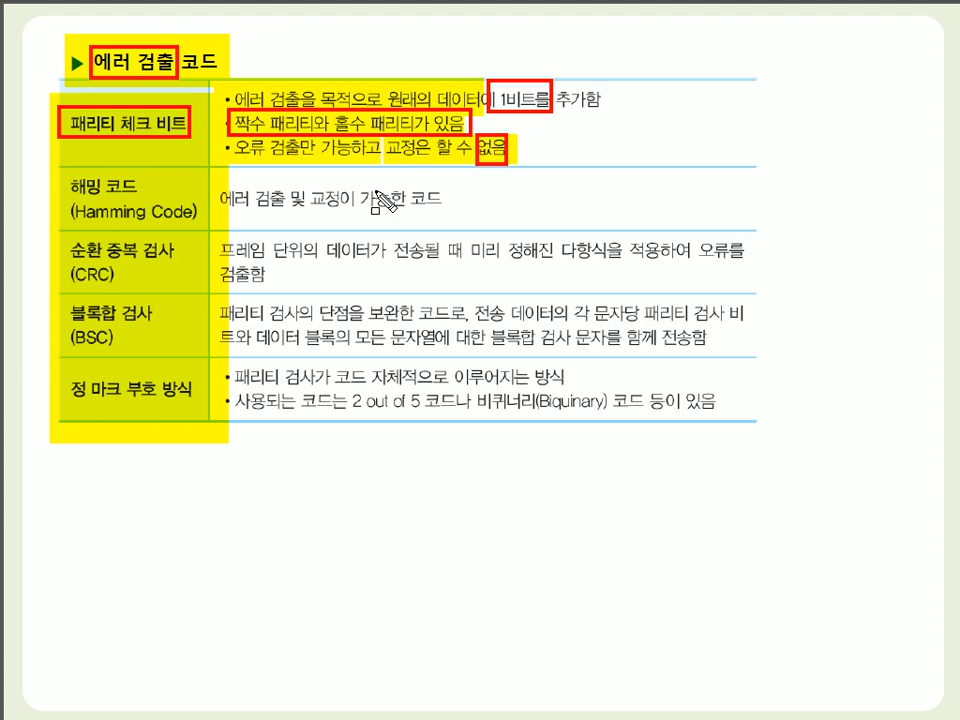 ▶ 에러 검출 코드
패리티 체크 비트
• 에러 검출을 목적으로 원래의 데이터에 1비트를 추가함
• 짝수 패리티와 홀수 패리티가 있음
• 오류 검출만 가능하고 교정은 할 수 없음
해밍 코드
(Hamming Code)
에러 검출 및 교정이 가능한 코드
순환 중복 검사
(CRC)
프레임 단위의 데이터가 전송될 때 미리 정해진 다항식을 적용하여 오류를
검출함
블록합 검사
(BSC)
패리티 검사의 단점을 보완한 코드로, 전송 데이터의 각 문자당 패리티 검사 비
트와 데이터 블록의 모든 문자열에 대한 블록합 검사 문자를 함께 전송함
정 마크 부호 방식
• 패리티 검사가 코드 자체적으로 이루어지는 방식
• 사용되는 코드는 2 out of 5 코드나 비퀴너리(Biquinary) 코드 등이 있음